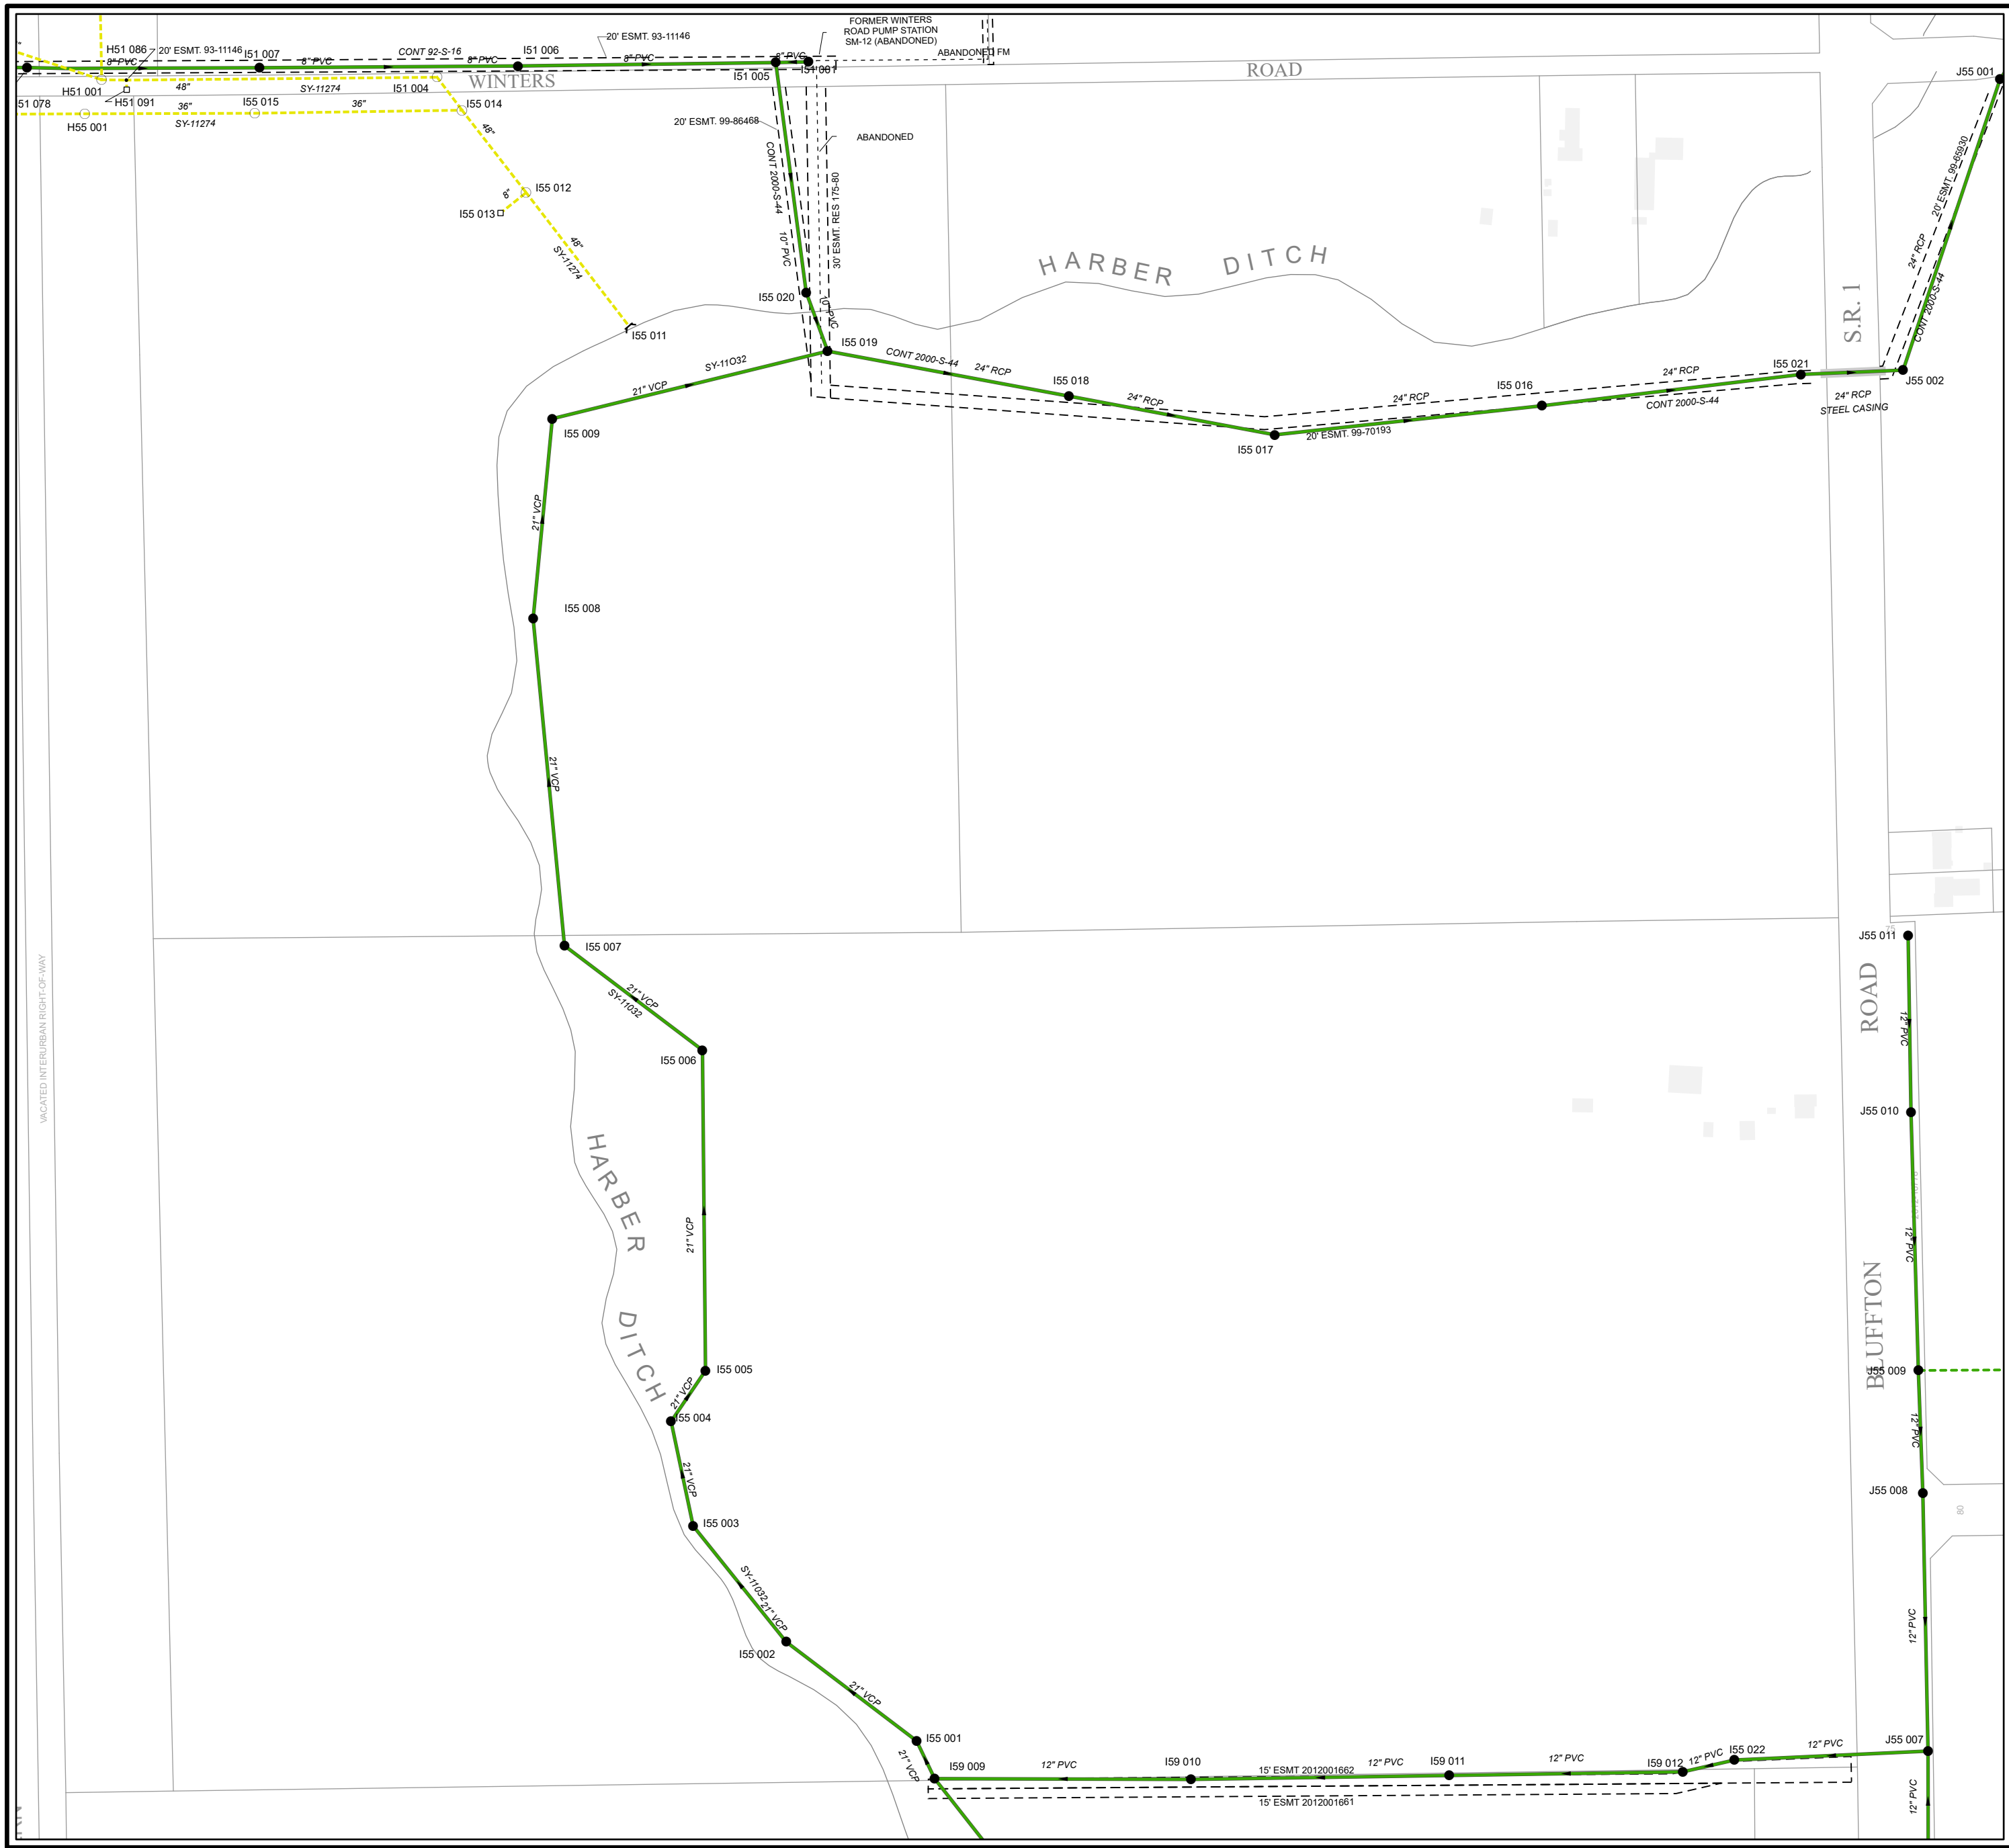 FORMER WINTERS
ROAD PUMP STATION
SM-12 (ABANDONED)
ABANDONED FM
20' ESMT. 93-11146
H51 086
20' ESMT. 93-11146
I51 007
CONT 92-S-16
I51 006
8" PVC
8" PVC
8" PVC
8" PVC
8" PVC
I51 005
I51 081
WINTERS
ROAD
H51 001
H51 091
48"
SY-11274
I51 004
I51 078
36"
I55 015
36"
I55 014
H55 001
SY-11274
48"
J55 001
20' ESMT. 99-86468
ABANDONED
CONT 2000-S-44
10" PVC
30' ESMT. RES 175-80
I55 012
8"
I55 013
48"
SY-11274
I55 011
HARBER DITCH
20' ESMT. 99-65930
24" RCP
CONT 2000-S-44
S.R. 1
I55 020
10" PVC
I55 019
SY-11O32
21" VCP
CONT 2000-S-44
24" RCP
I55 018
24" RCP
I55 017
20' ESMT. 99-70193
24" RCP
I55 016
24" RCP
CONT 2000-S-44
I55 021
J55 002
24" RCP
STEEL CASING
I55 009
21" VCP
I55 008
21" VCP
I55 007
21" VCP
SY-11032
I55 006
VACATED INTERURBAN RIGHT-OF-WAY
75
J55 011
ROAD
12" PVC
J55 010
HARBER DITCH
21" VCP
12" PVC
BLUFFTON
I55 005
21" VCP
I55 004
J55 009
12" PVC
21" VCP
J55 008
80
I55 003
SY-11032
21" VCP
I55 002
12" PVC
21" VCP
I55 001
21" VCP
I59 009
12" PVC
I59 010
15' ESMT 2012001662
12" PVC
I59 011
12" PVC
I59 012
12" PVC
I55 022
12" PVC
J55 007
15' ESMT 2012001661
12" PVC